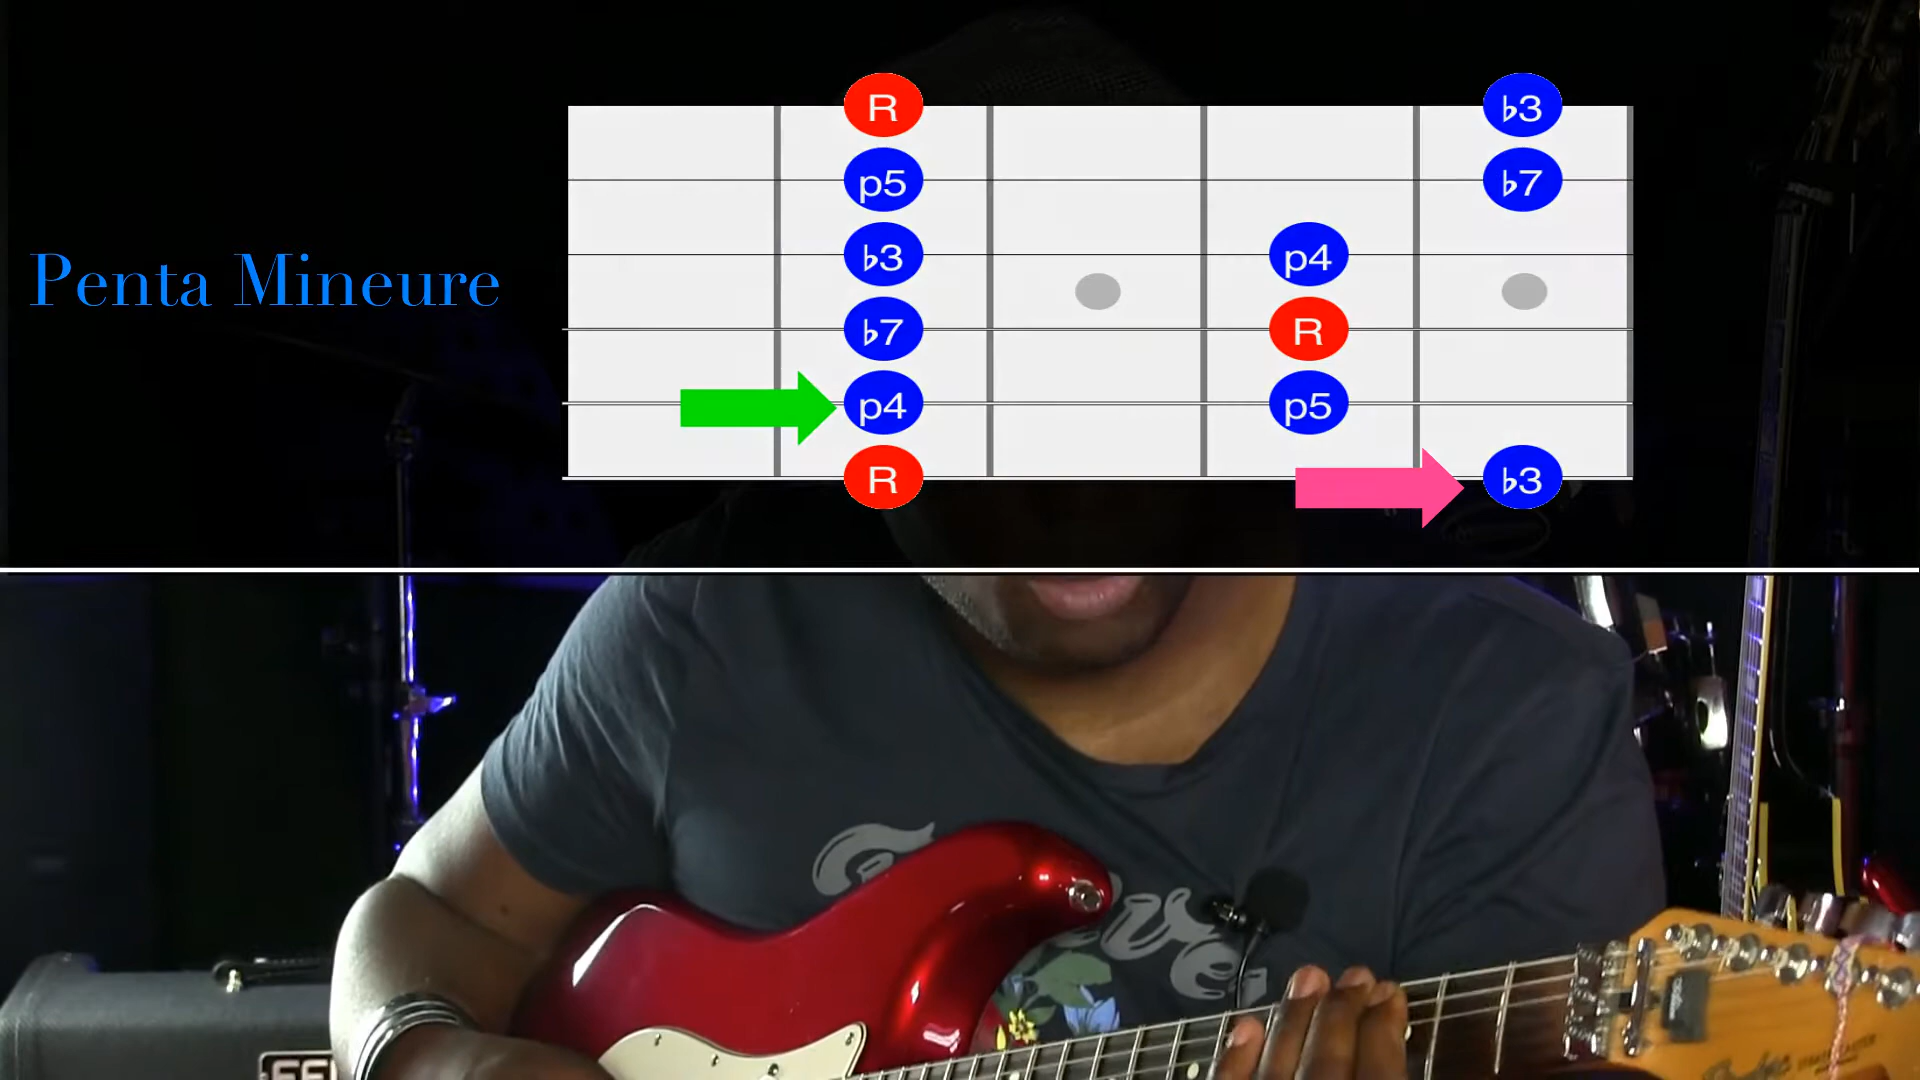 Penta Mineure
R ♭3
p5 ♭7
♭3 p4
♭7 R
p4 p5
R ♭3